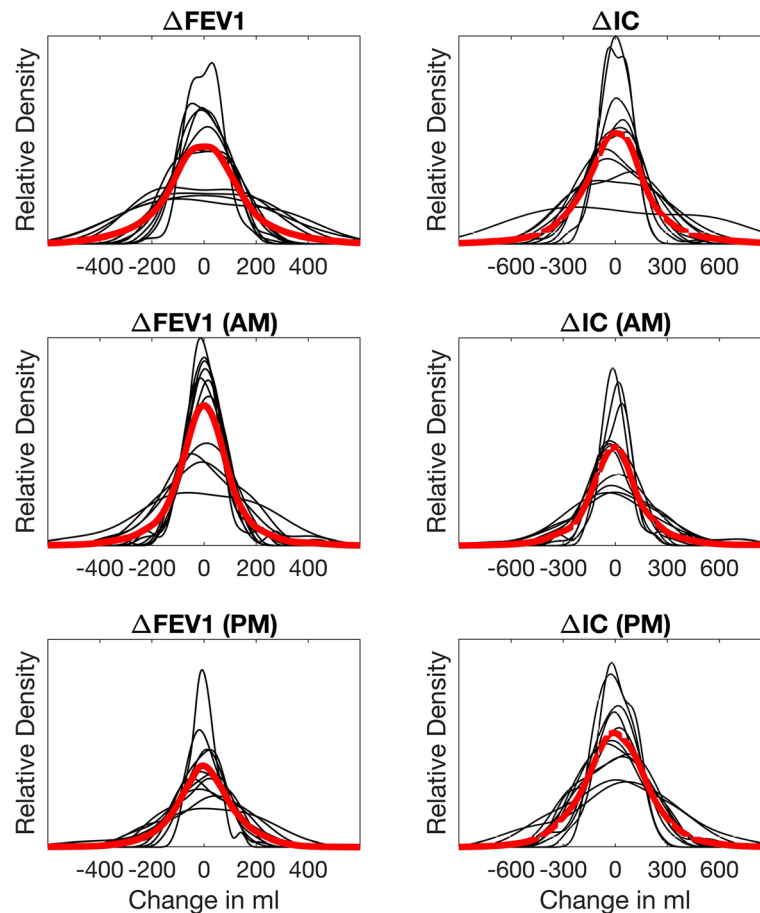 ΔFEV1
Relative Density
-400 -200 0 200 400
ΔIC
Relative Density
-600 -300 0 300 600
ΔFEV1 (AM)
Relative Density
-400 -200 0 200 400
ΔIC (AM)
Relative Density
-600 -300 0 300 600
ΔFEV1 (PM)
Relative Density
-400 -200 0 200 400
Change in ml
ΔIC (PM)
Relative Density
-600 -300 0 300 600
Change in ml